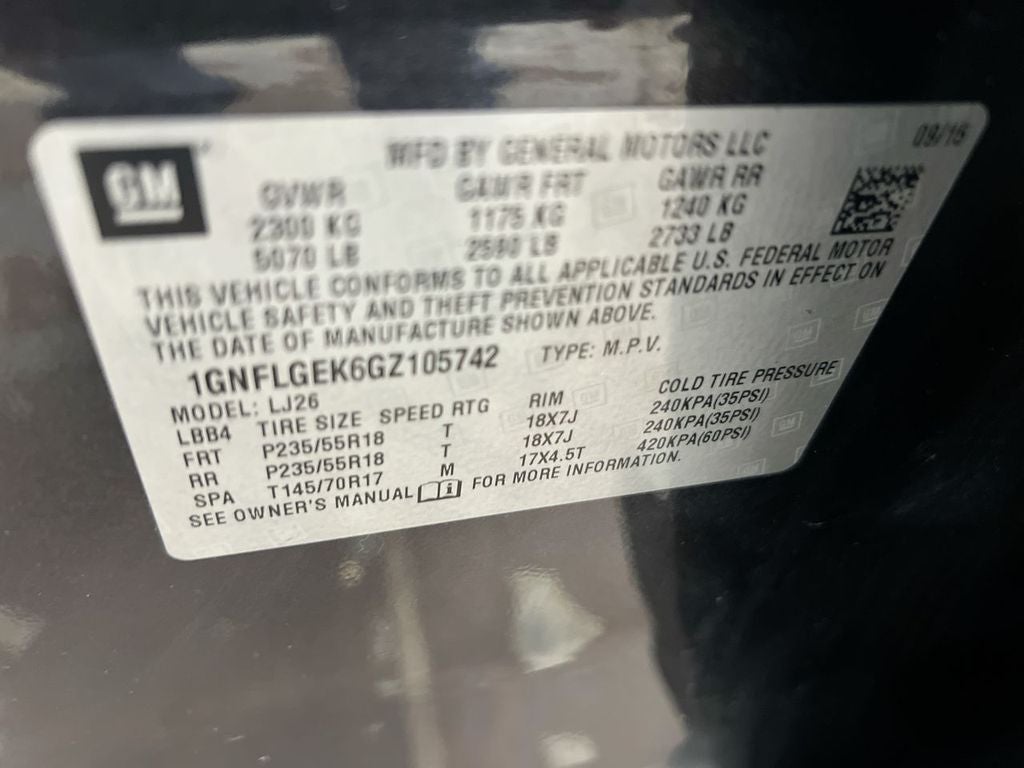 GM
MFD BY GENERAL MOTORS LLC 09/15
GVWR GAWR FRT GAWR RR
2300 KG 1175 KG 1240 KG
5070 LB 2590 LB 2733 LB
THIS VEHICLE CONFORMS TO ALL APPLICABLE U.S. FEDERAL MOTOR
VEHICLE SAFETY AND THEFT PREVENTION STANDARDS IN EFFECT ON
THE DATE OF MANUFACTURE SHOWN ABOVE.
1GNFLGEK6GZ105742 TYPE: M.P.V.
MODEL: LJ26
LBB4 TIRE SIZE SPEED RTG RIM COLD TIRE PRESSURE
FRT P235/55R18 T 18X7J 240KPA(35PSI)
RR P235/55R18 T 18X7J 240KPA(35PSI)
SPA T145/70R17 M 17X4.5T 420KPA(60PSI)
SEE OWNER'S MANUAL FOR MORE INFORMATION.